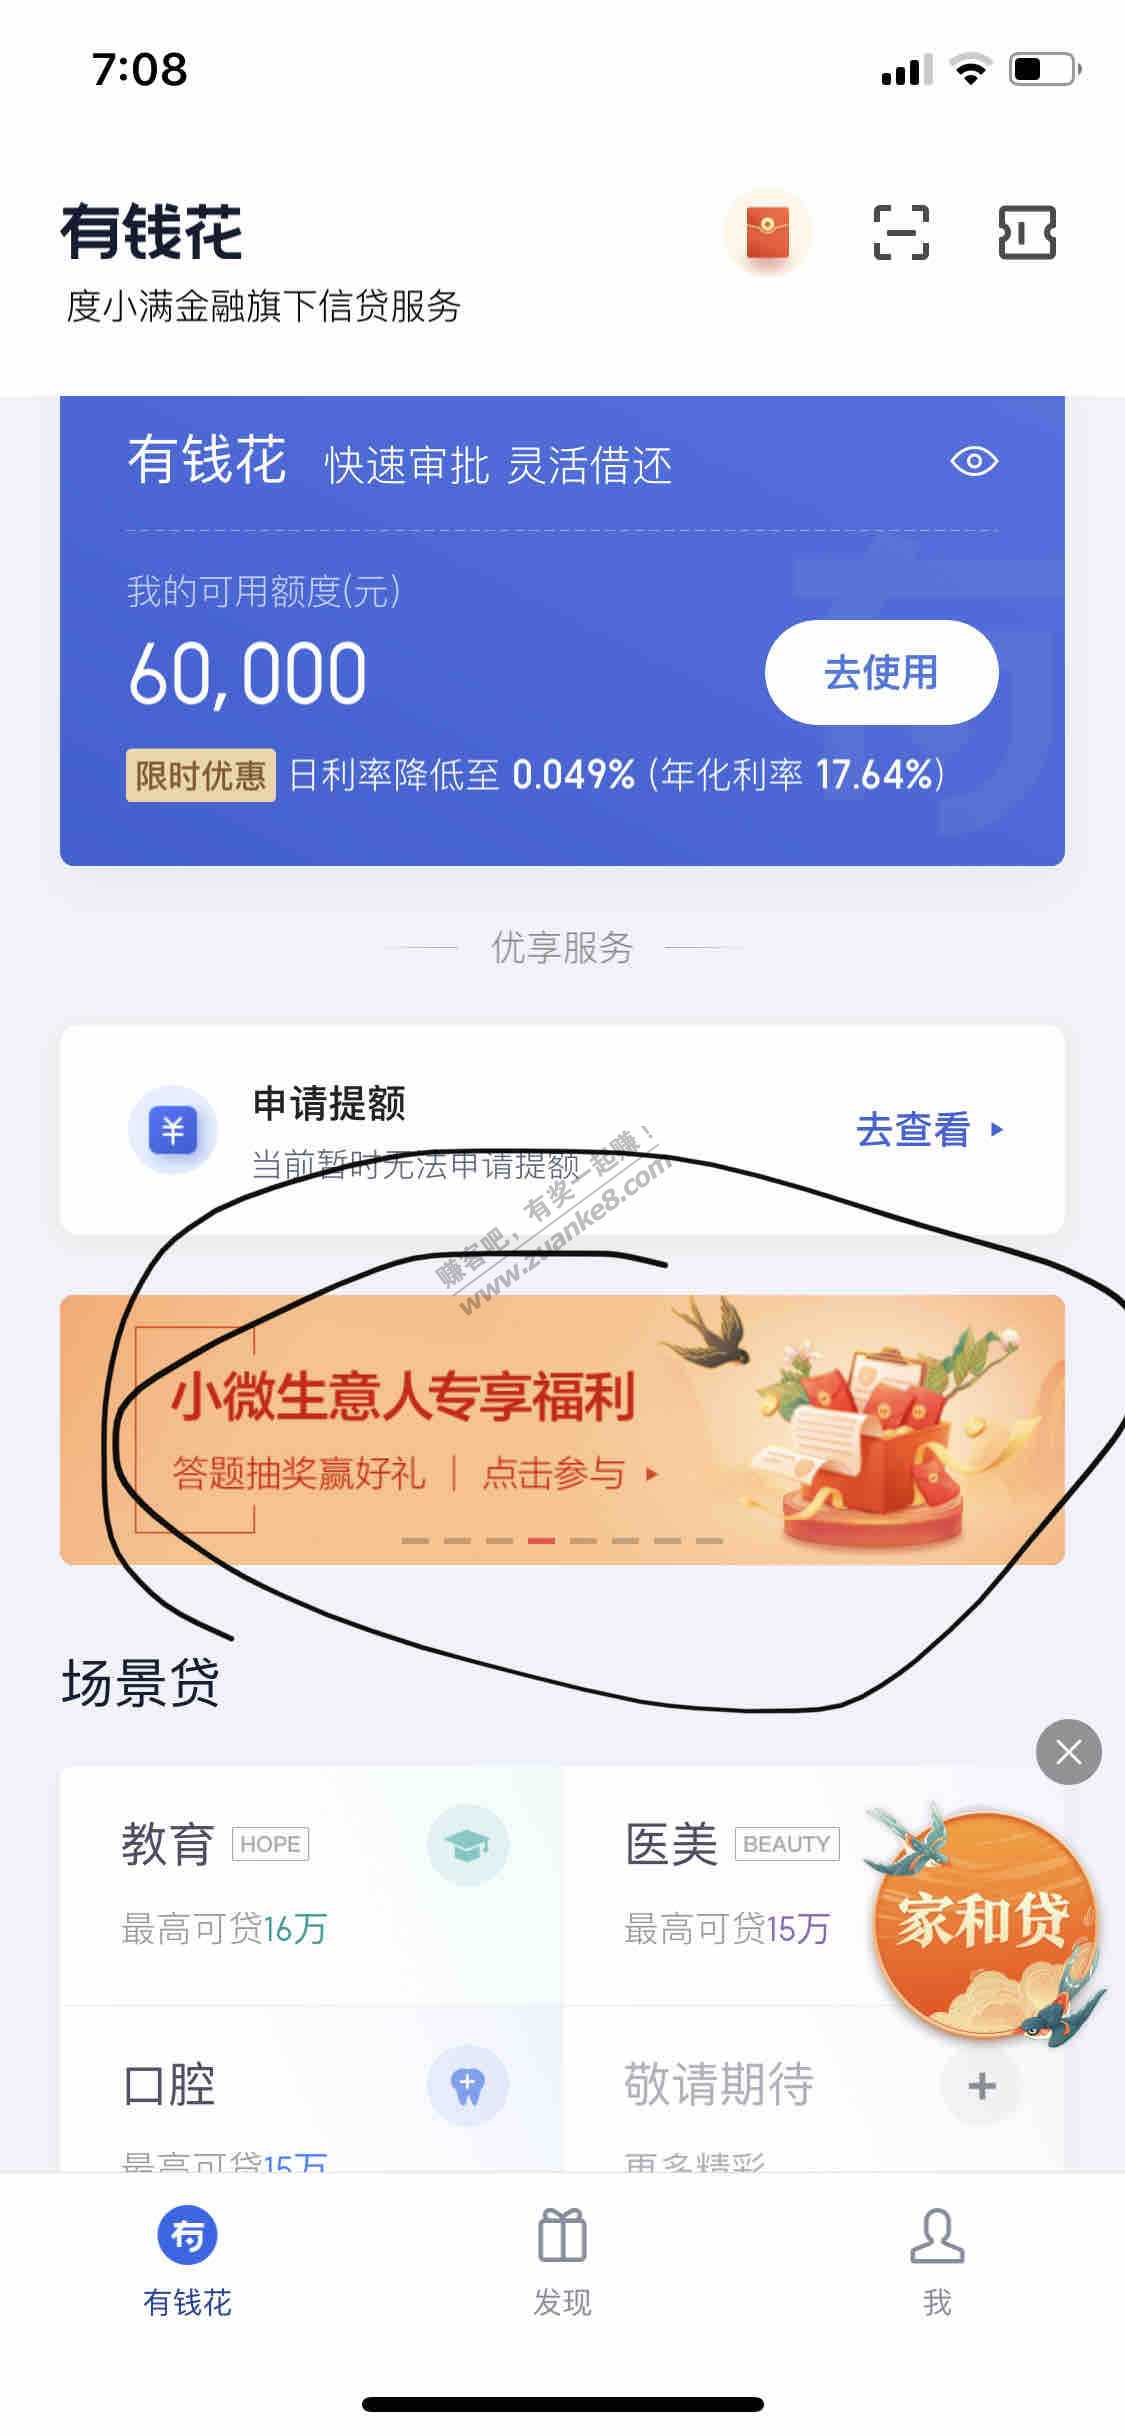 7:08
有钱花
度小满金融旗下信贷服务
有钱花 快速审批 灵活借还
我的可用额度(元)
60,000
去使用
限时优惠 日利率降低至 0.049% (年化利率 17.64%)
优享服务
申请提额
当前暂时无法申请提额
去查看
赚客吧，有奖一起赚！
www.zuanke8.com
小微生意人专享福利
答题抽奖赢好礼 | 点击参与
场景贷
教育 HOPE
最高可贷16万
医美 BEAUTY
最高可贷15万
家和贷
口腔
最高可贷15万
敬请期待
更多精彩
有钱花
发现
我